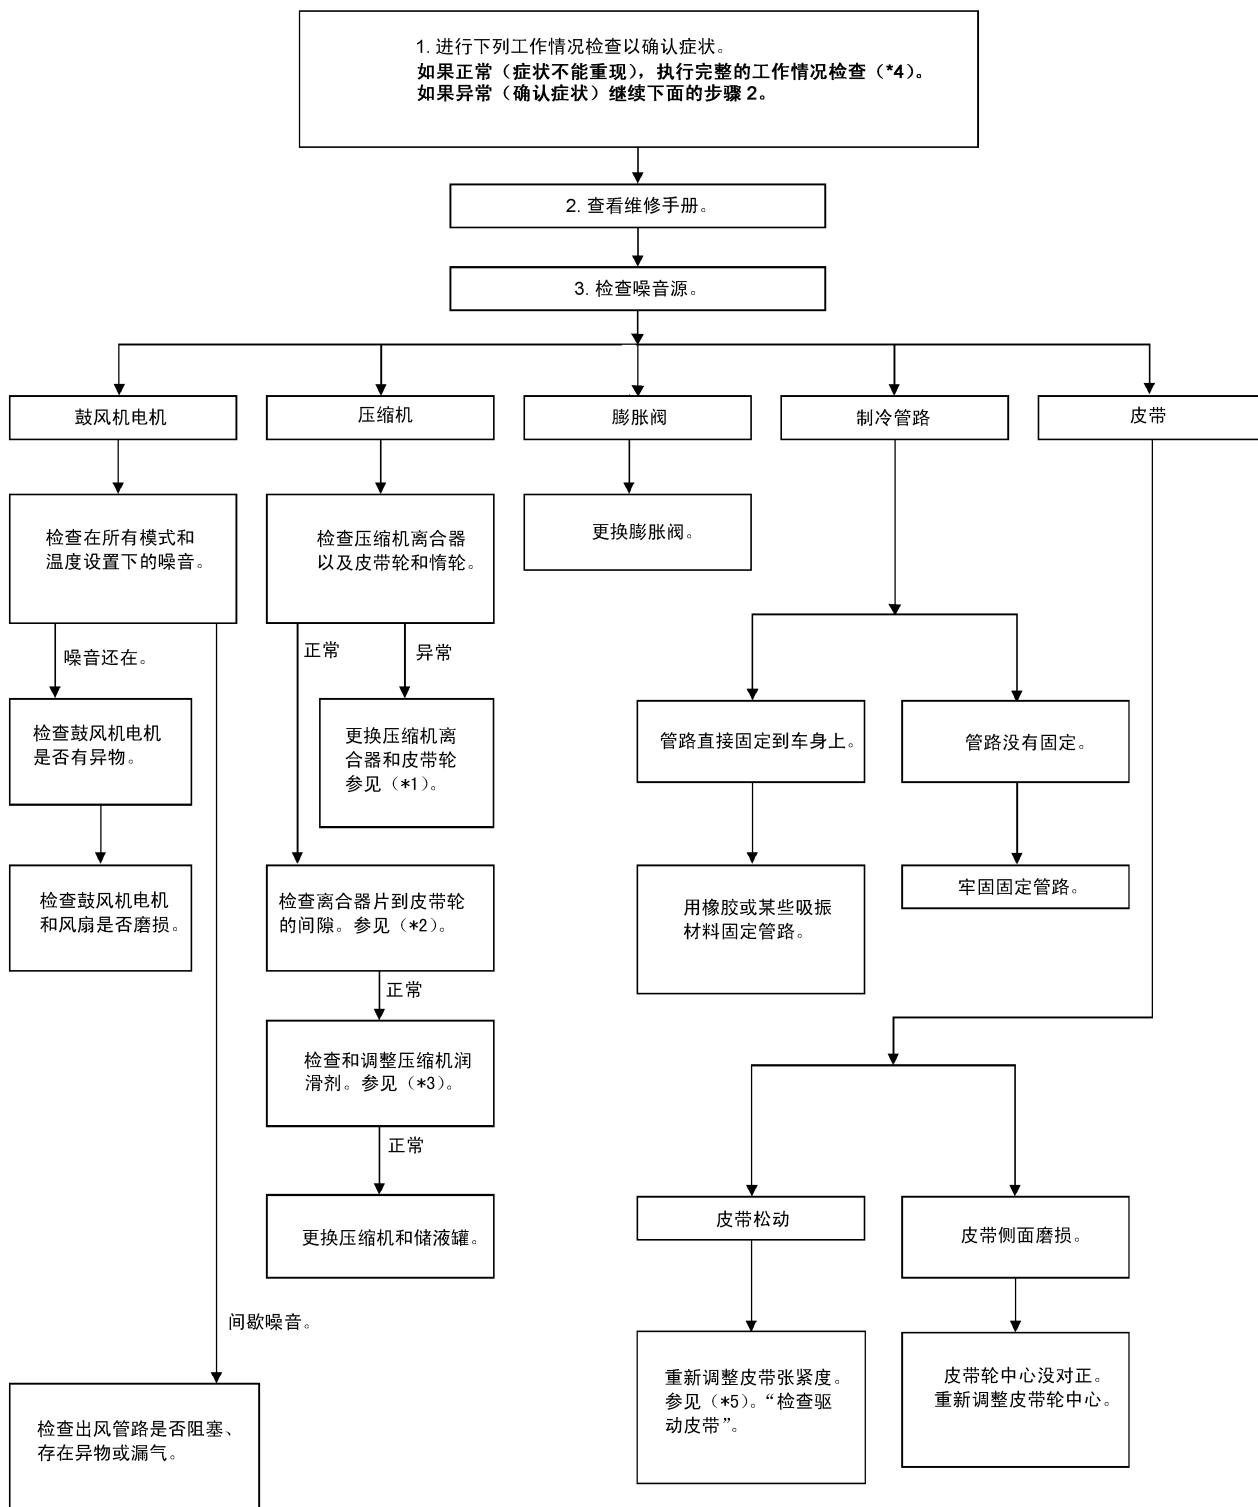 1. 进行下列工作情况检查以确认症状。
如果正常（症状不能重现），执行完整的工作情况检查（*4）。
如果异常（确认症状）继续下面的步骤 2。
2. 查看维修手册。
3. 检查噪音源。
鼓风机电机
压缩机
膨胀阀
制冷管路
皮带
检查在所有模式和
温度设置下的噪音。
检查压缩机离合器
以及皮带轮和惰轮。
更换膨胀阀。
噪音还在。
正常
异常
检查鼓风机电机
是否有异物。
更换压缩机离
合器和皮带轮
参见（*1）。
管路直接固定到车身上。
管路没有固定。
检查鼓风机电机
和风扇是否磨损。
检查离合器片到皮带轮
的间隙。参见（*2）。
用橡胶或某些吸振
材料固定管路。
牢固固定管路。
正常
检查和调整压缩机润
滑剂。参见（*3）。
正常
更换压缩机和储液罐。
皮带松动
皮带侧面磨损。
间歇噪音。
检查出风管路是否阻塞、
存在异物或漏气。
重新调整皮带张紧度。
参见（*5）。“检查驱
动皮带”。
皮带轮中心没对正。
重新调整皮带轮中心。